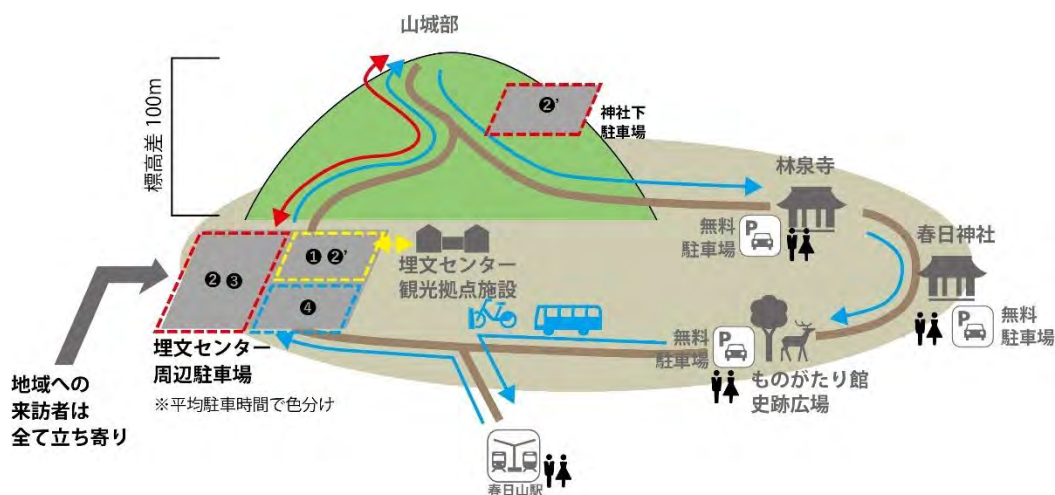 山城部
標高差 100m
❷’
神社下
駐車場
林泉寺
無料
駐車場
P
春日神社
❶ ❷’
❷ ❸
❹
埋文センター
観光拠点施設
無料
駐車場
P
P
無料
駐車場
埋文センター
周辺駐車場
※平均駐車時間で色分け
ものがたり館
史跡広場
地域への
来訪者は
全て立ち寄り
春日山駅